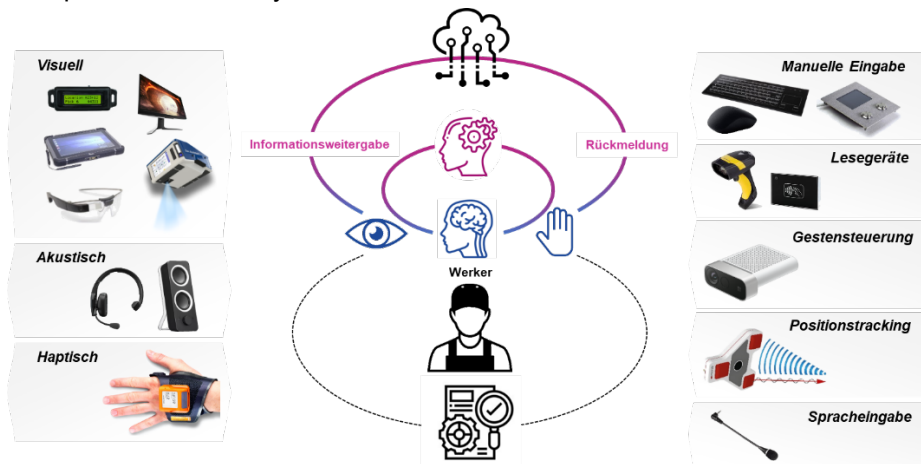 Visuell
Akustisch
Haptisch
Informationsweitergabe
Rückmeldung
Werker
Manuelle Eingabe
Lesegeräte
Gestensteuerung
Positionstracking
Spracheingabe